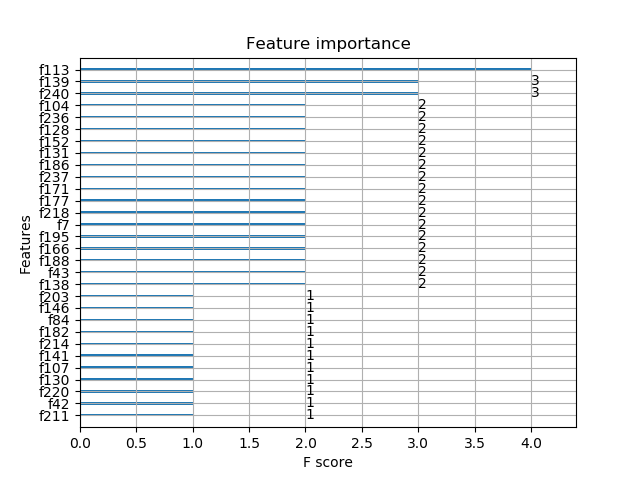 Feature importance
f113
f139 3
f240 3
f104 2
f236 2
f128 2
f152 2
f131 2
f186 2
f237 2
f171 2
f177 2
f218 2
f7 2
f195 2
f166 2
f188 2
f43 2
f138 2
f203 1
f146 1
f84 1
f182 1
f214 1
f141 1
f107 1
f130 1
f220 1
f42 1
f211 1
Features
0.0 0.5 1.0 1.5 2.0 2.5 3.0 3.5 4.0
F score